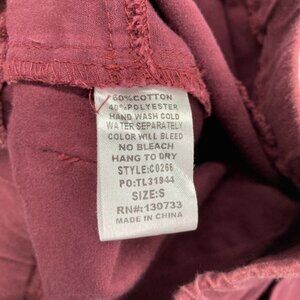 60%COTTON
40%POLYESTER
HAND WASH COLD
WATER SEPARATELY
COLOR WILL BLEED
NO BLEACH
HANG TO DRY
STYLE:C0266
PO:TL31944
SIZE:S
RN#:130733
MADE IN CHINA